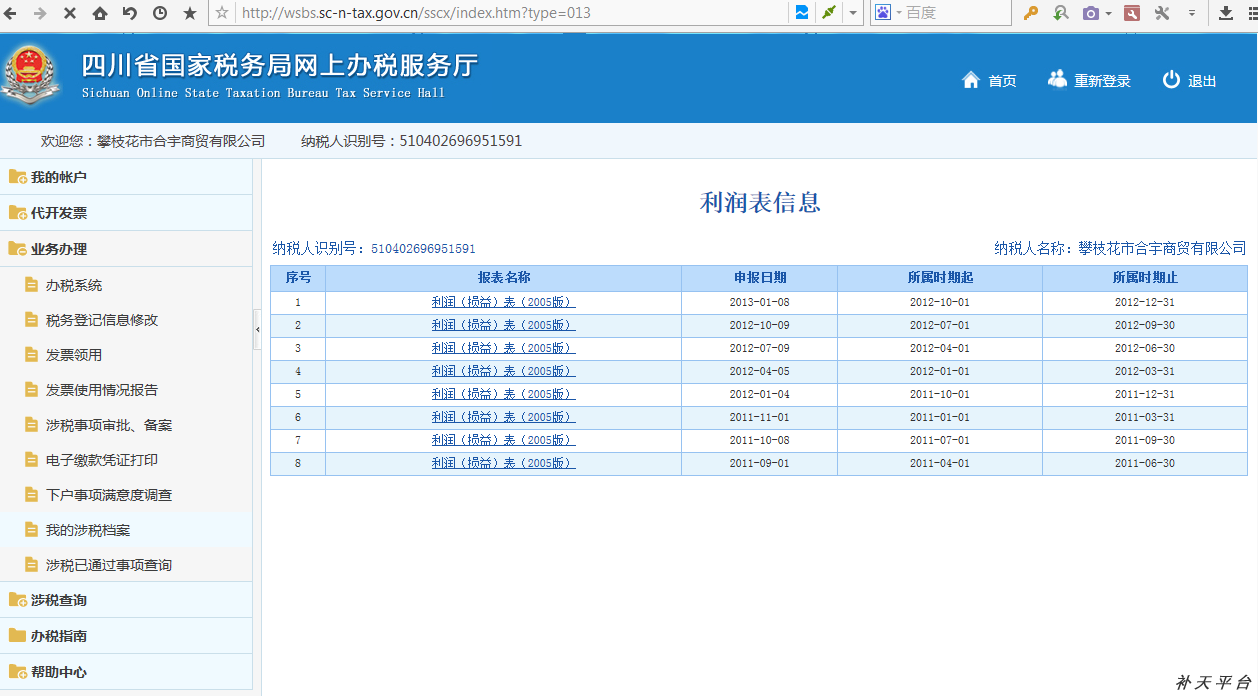 http://wsbs.sc-n-tax.gov.cn/sscx/index.htm?type=013
百度
四川省国家税务局网上办税服务厅
Sichuan Online State Taxation Bureau Tax Service Hall
首页 重新登录 退出
欢迎您：攀枝花市合宇商贸有限公司 纳税人识别号：510402696951591
我的帐户
代开发票
业务办理
办税系统
税务登记信息修改
发票领用
发票使用情况报告
涉税事项审批、备案
电子缴款凭证打印
下户事项满意度调查
我的涉税档案
涉税已通过事项查询
涉税查询
办税指南
帮助中心
利润表信息
纳税人识别号：510402696951591 纳税人名称：攀枝花市合宇商贸有限公司
序号 报表名称 申报日期 所属时期起 所属时期止
1 利润（损益）表（2005版） 2013-01-08 2012-10-01 2012-12-31
2 利润（损益）表（2005版） 2012-10-09 2012-07-01 2012-09-30
3 利润（损益）表（2005版） 2012-07-09 2012-04-01 2012-06-30
4 利润（损益）表（2005版） 2012-04-05 2012-01-01 2012-03-31
5 利润（损益）表（2005版） 2012-01-04 2011-10-01 2011-12-31
6 利润（损益）表（2005版） 2011-11-01 2011-01-01 2011-03-31
7 利润（损益）表（2005版） 2011-10-08 2011-07-01 2011-09-30
8 利润（损益）表（2005版） 2011-09-01 2011-04-01 2011-06-30
补天平台